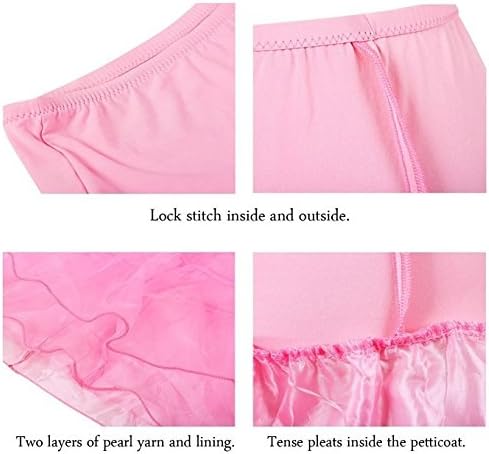 Lock stitch inside and outside.
Two layers of pearl yarn and lining.
Tense pleats inside the petticoat.